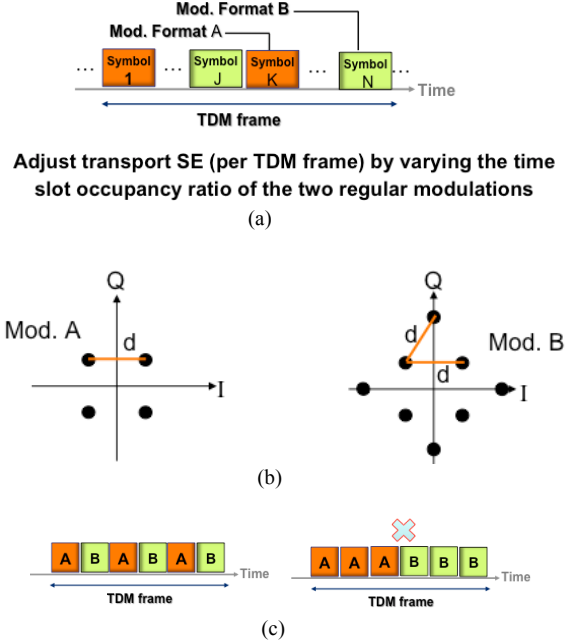 Mod. Format B
Mod. Format A
... Symbol 1 ... Symbol J Symbol K ... Symbol N ...
Time
TDM frame
Adjust transport SE (per TDM frame) by varying the time
slot occupancy ratio of the two regular modulations
(a)
Q Q
Mod. A d d Mod. B
d
I I
(b)
A B A B A B Time
TDM frame
A A A B B B Time
TDM frame
(c)